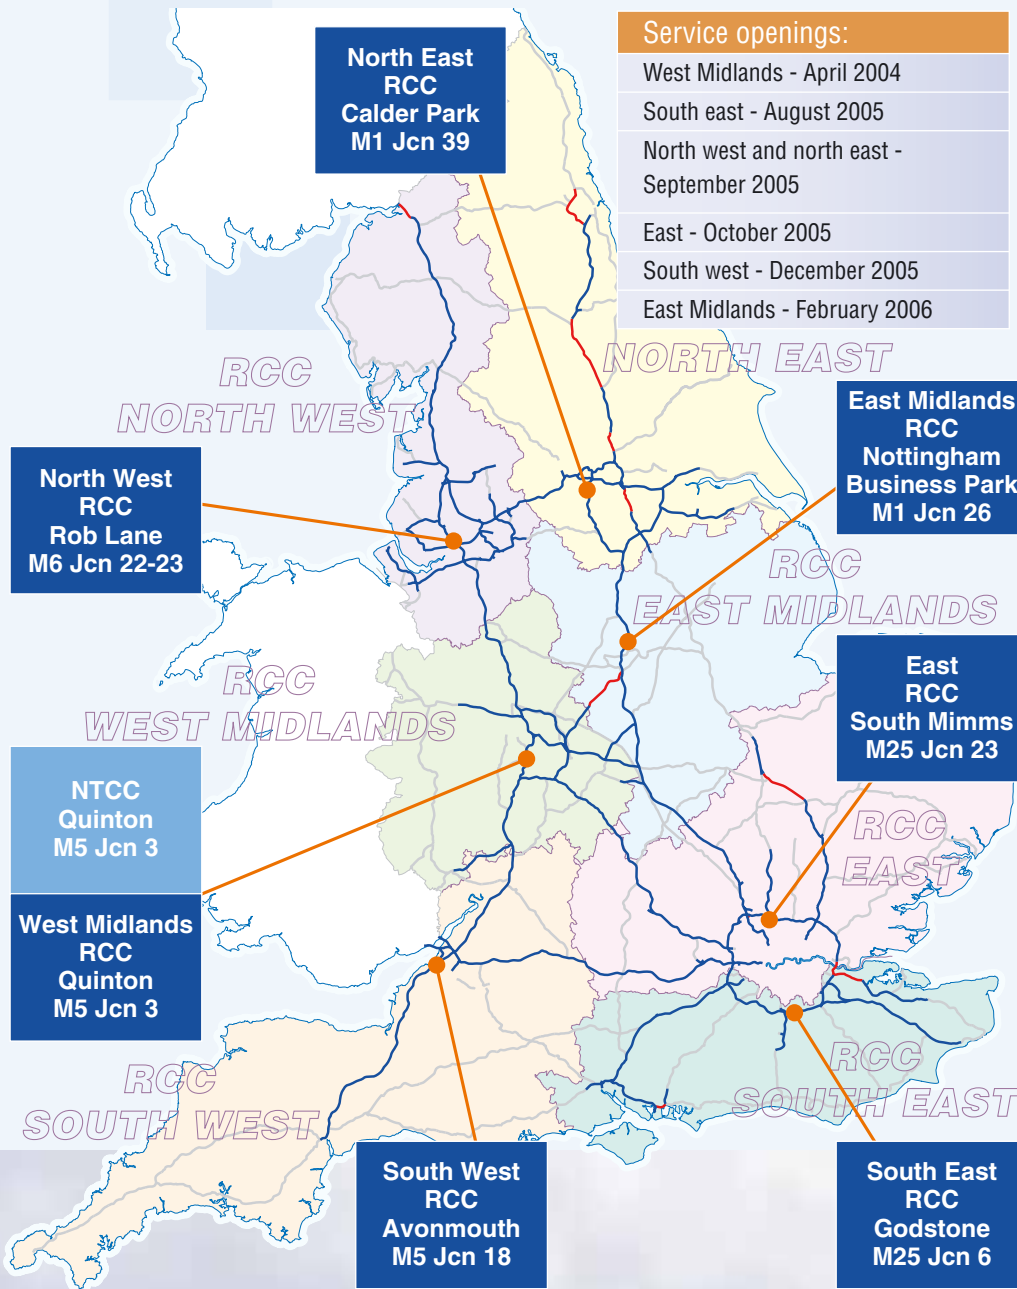 North East
RCC
Calder Park
M1 Jcn 39
Service openings:
West Midlands - April 2004
South east - August 2005
North west and north east -
September 2005
East - October 2005
South west - December 2005
East Midlands - February 2006
RCC
NORTH WEST
NORTH EAST
East Midlands
RCC
Nottingham
Business Park
M1 Jcn 26
North West
RCC
Rob Lane
M6 Jcn 22-23
RCC
EAST MIDLANDS
RCC
WEST MIDLANDS
East
RCC
South Mimms
M25 Jcn 23
NTCC
Quinton
M5 Jcn 3
RCC
EAST
West Midlands
RCC
Quinton
M5 Jcn 3
RCC
SOUTH WEST
RCC
SOUTH EAST
South West
RCC
Avonmouth
M5 Jcn 18
South East
RCC
Godstone
M25 Jcn 6